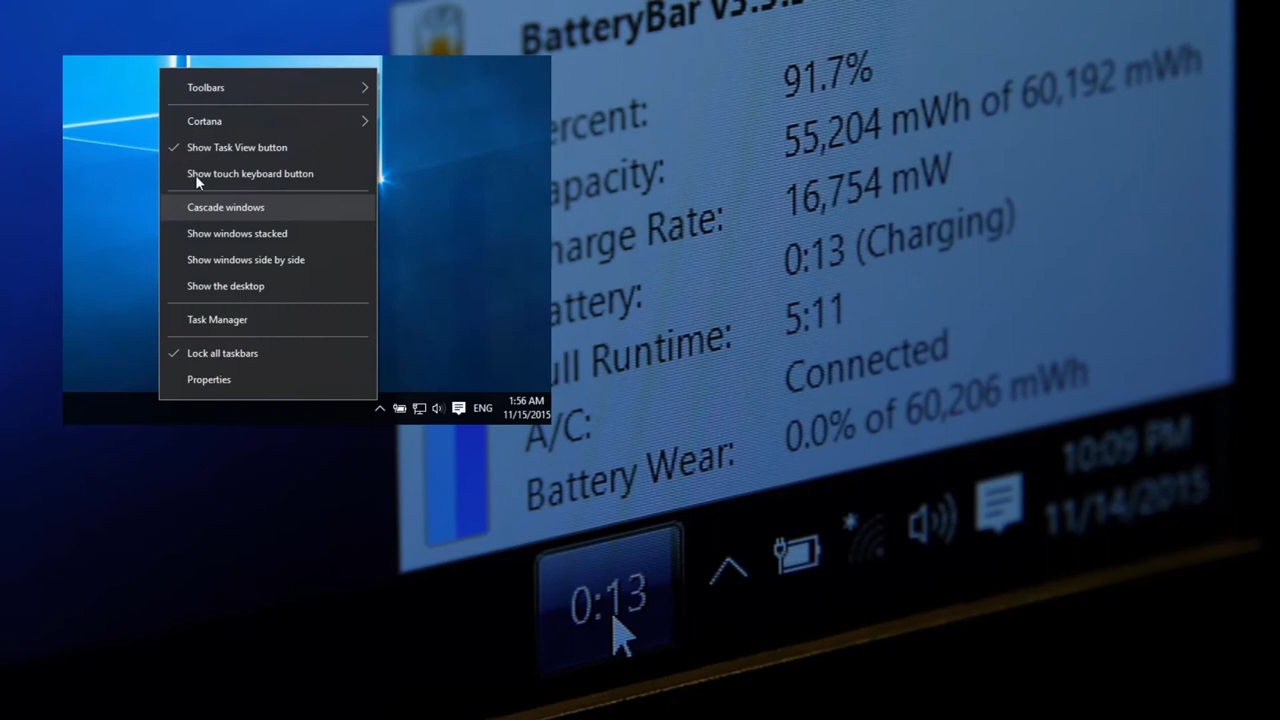 Toolbars
Cortana
Show Task View button
Show touch keyboard button
Cascade windows
Show windows stacked
Show windows side by side
Show the desktop
Task Manager
Lock all taskbars
Properties
ENG
1:56 AM
11/15/2015
BatteryBar
ercent: 91.7%
apacity: 55,204 mWh of 60,192 mWh
harge Rate: 16,754 mW
attery: 0:13 (Charging)
ull Runtime: 5:11
A/C: Connected
Battery Wear: 0.0% of 60,206 mWh
0:13
10:09 PM
11/14/2015